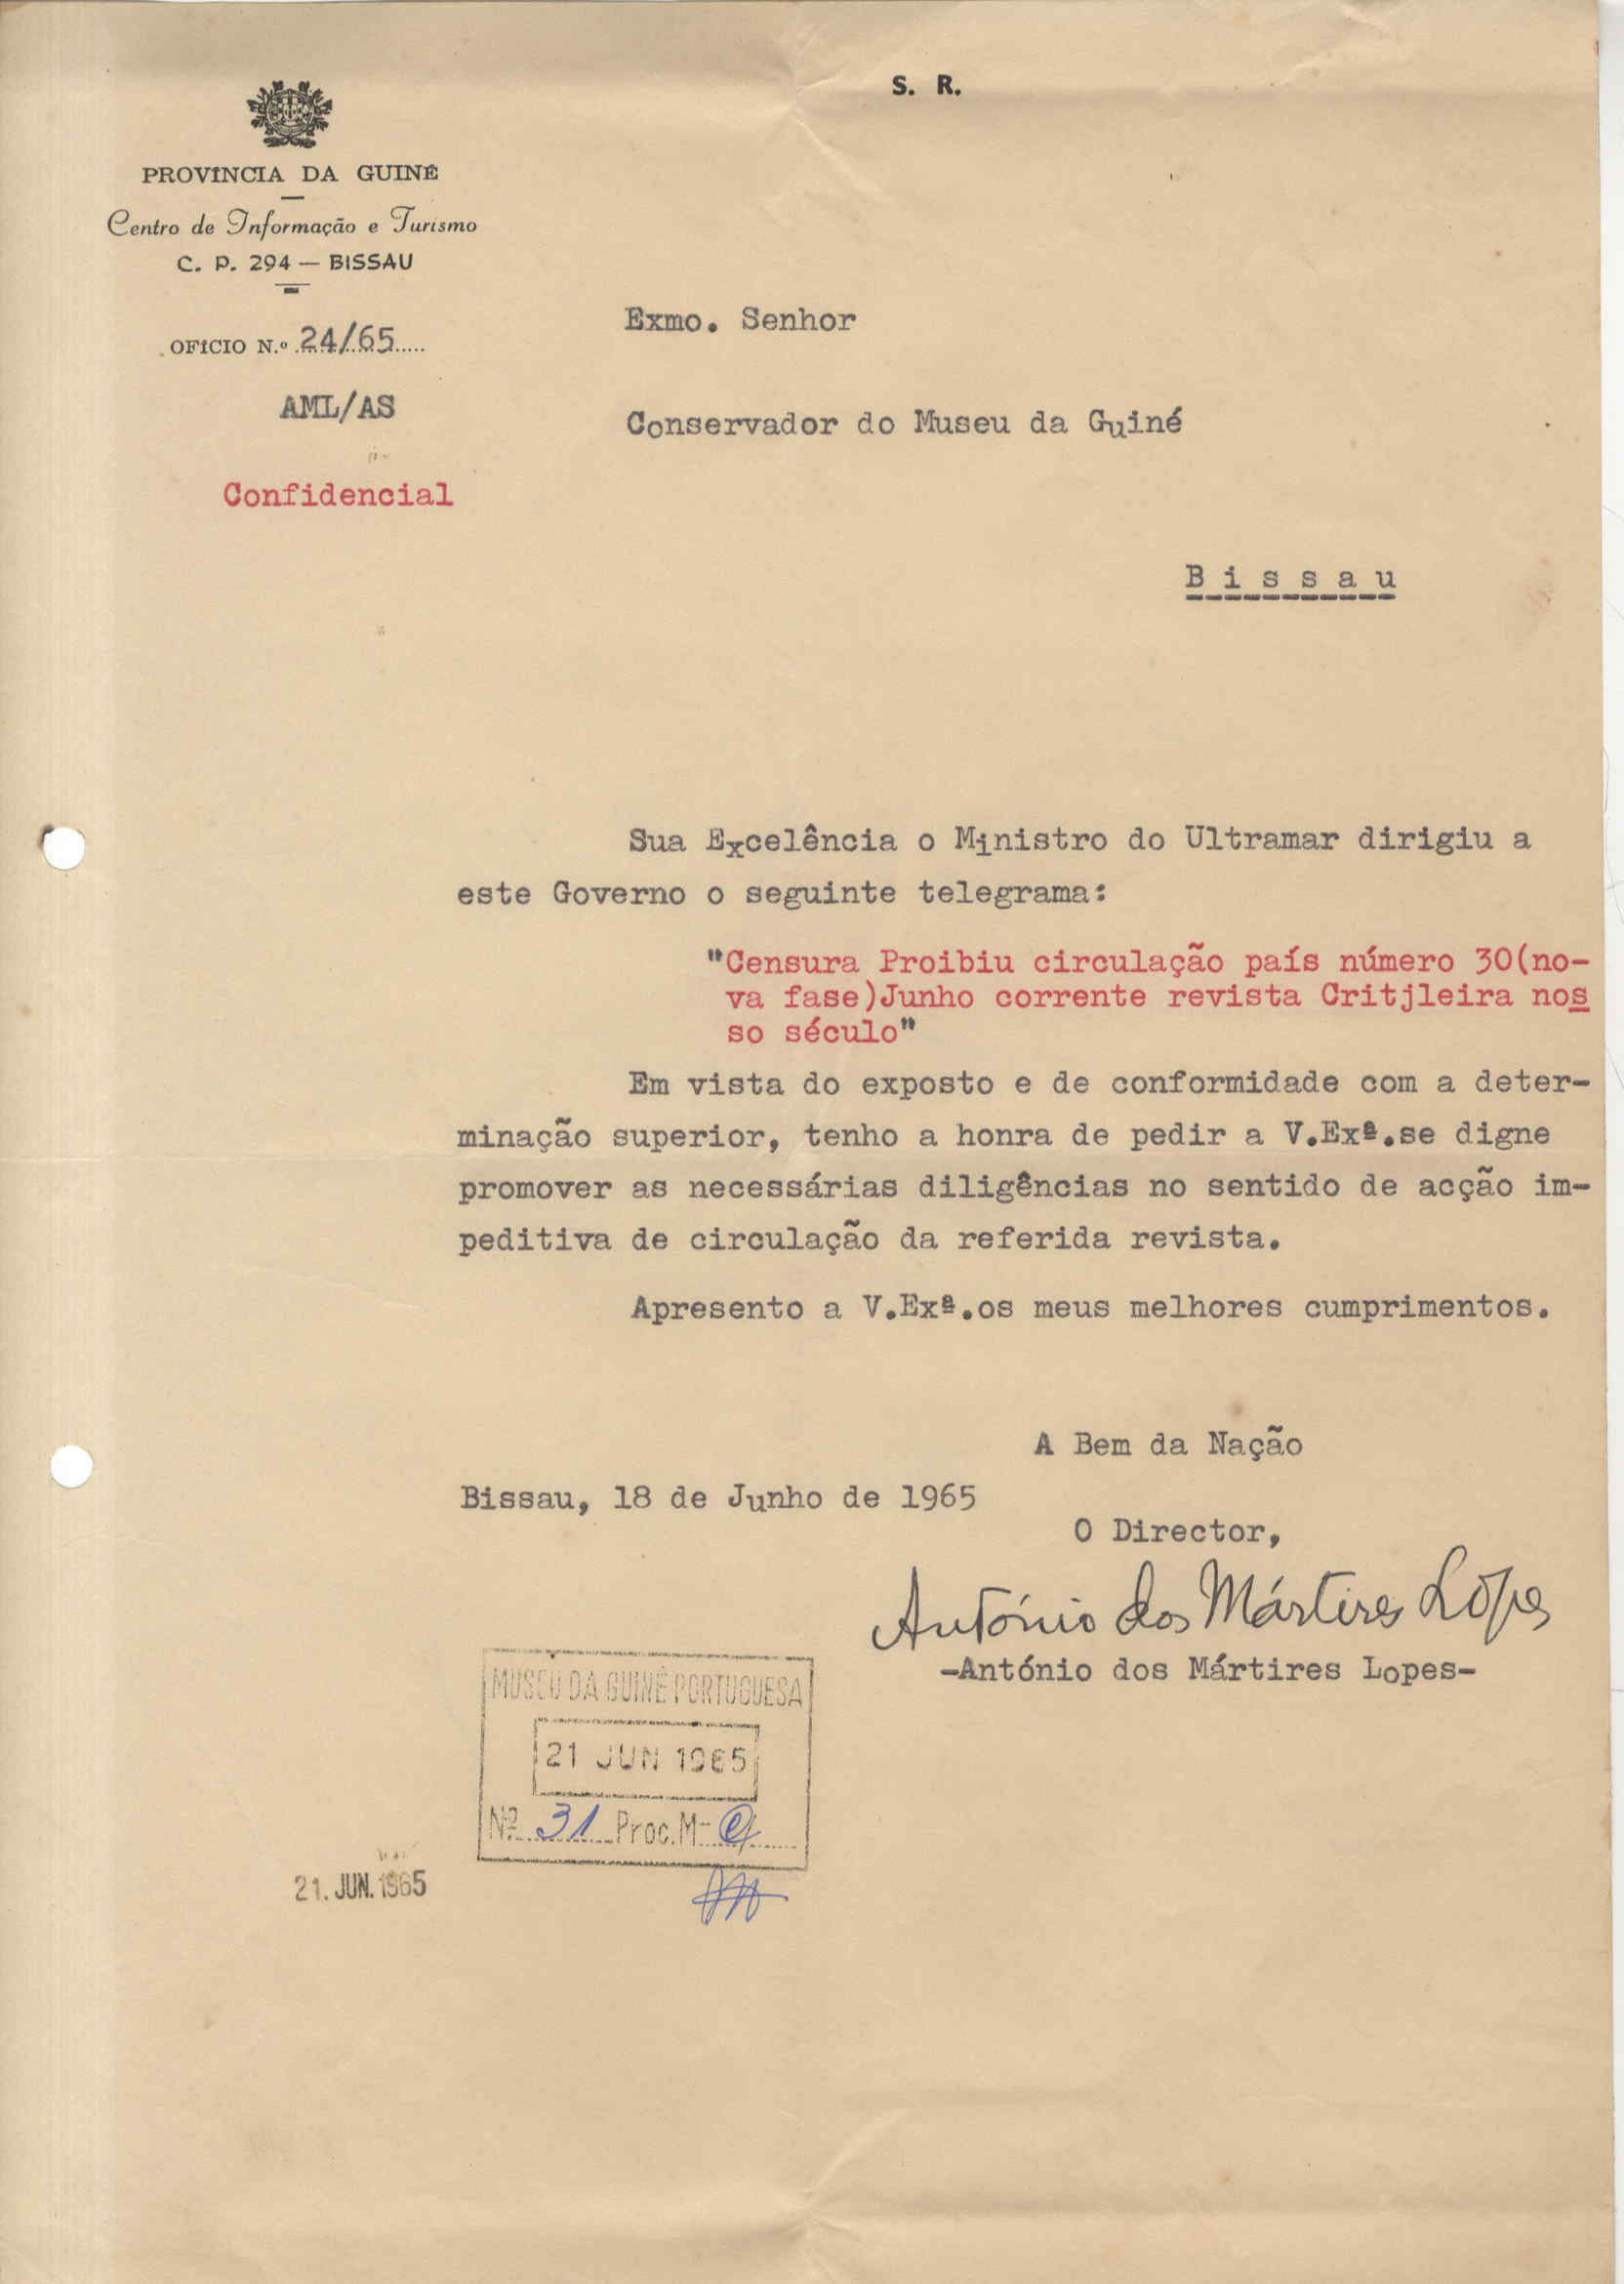 S. R.
PROVÍNCIA DA GUINÉ
Centro de Informação e Turismo
C. P. 294 — BISSAU
OFÍCIO N.º 24/65
AML/AS
Confidencial
Exmo. Senhor
Conservador do Museu da Guiné
Bissau
Sua Excelência o Ministro do Ultramar dirigiu a
este Governo o seguinte telegrama:
"Censura Proibiu circulação país número 30(no-
va fase)Junho corrente revista Critjleira nos
so século"
Em vista do exposto e de conformidade com a deter-
minação superior, tenho a honra de pedir a V.Exª.se digne
promover as necessárias diligências no sentido de acção im-
peditiva de circulação da referida revista.
Apresento a V.Exª.os meus melhores cumprimentos.
A Bem da Nação
Bissau, 18 de Junho de 1965
O Director,
António dos Mártires Lopes
-António dos Mártires Lopes-
MUSEU DA GUINÉ PORTUGUESA
21 JUN 1965
Nº 31 Proc. M-
21. JUN. 1965